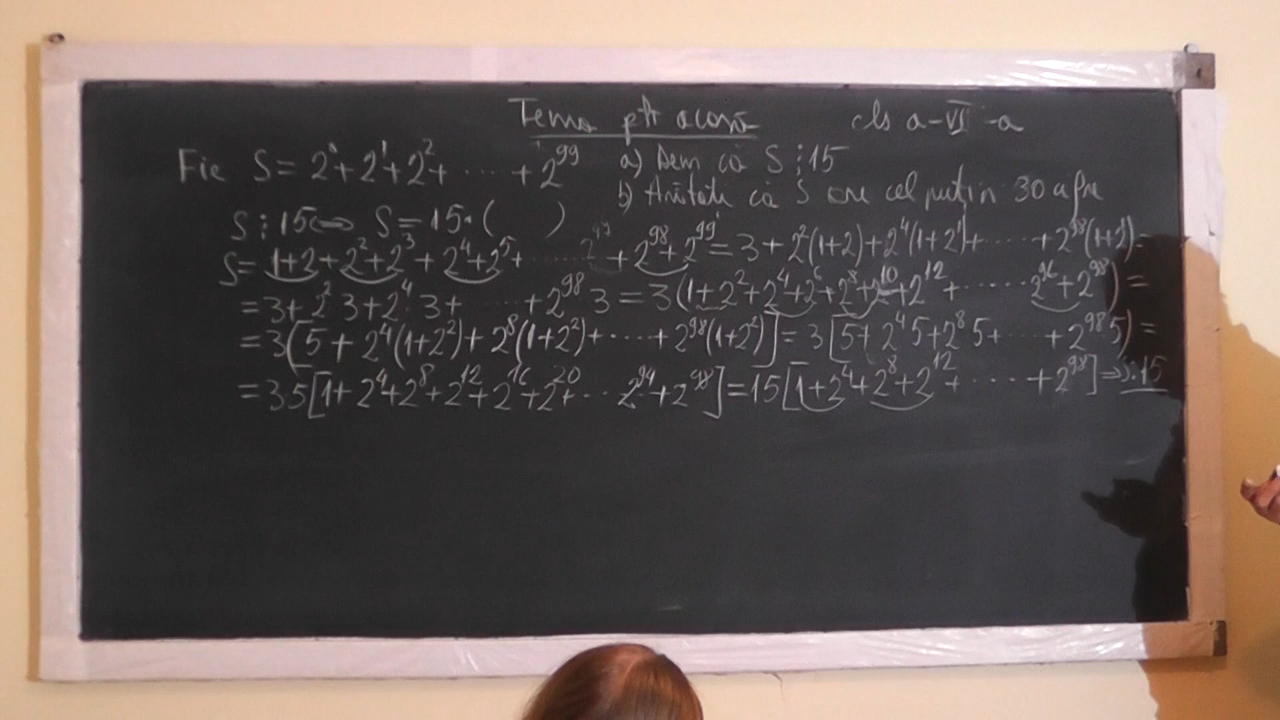 Tema ptr acasă cls a-VI-a
Fie S = 2⁰+2¹+2²+ ····· + 2⁹⁹ a) Dem că S ⋮ 15
b) Arătați că S are cel puțin 30
S ⋮ 15 ⇔ S = 15·( )
S = 1+2+2²+2³+2⁴+2⁵+ ······ + 2⁹⁸+2⁹⁹ = 3+2²(1+2)+2⁴(1+2)+ ······ + 2⁹⁸(1+2) =
= 3+2²3+2⁴3+ ······ + 2⁹⁸3 = 3(1+2²+2⁴+2⁶+2⁸+2¹⁰+2¹²+ ······ 2⁹⁶+2⁹⁸) =
= 3(5+2⁴(1+2²)+2⁸(1+2²)+ ······ + 2⁹⁸(1+2²)] = 3[5+2⁴5+2⁸5+ ······ + 2⁹⁸5) =
= 35[1+2⁴+2⁸+2¹²+2¹⁶+2²⁰+ ··· 2⁹⁴+2⁹⁸] = 15[1+2⁴+2⁸+2¹²+ ······ + 2⁹⁸] ⇒ S⋮15